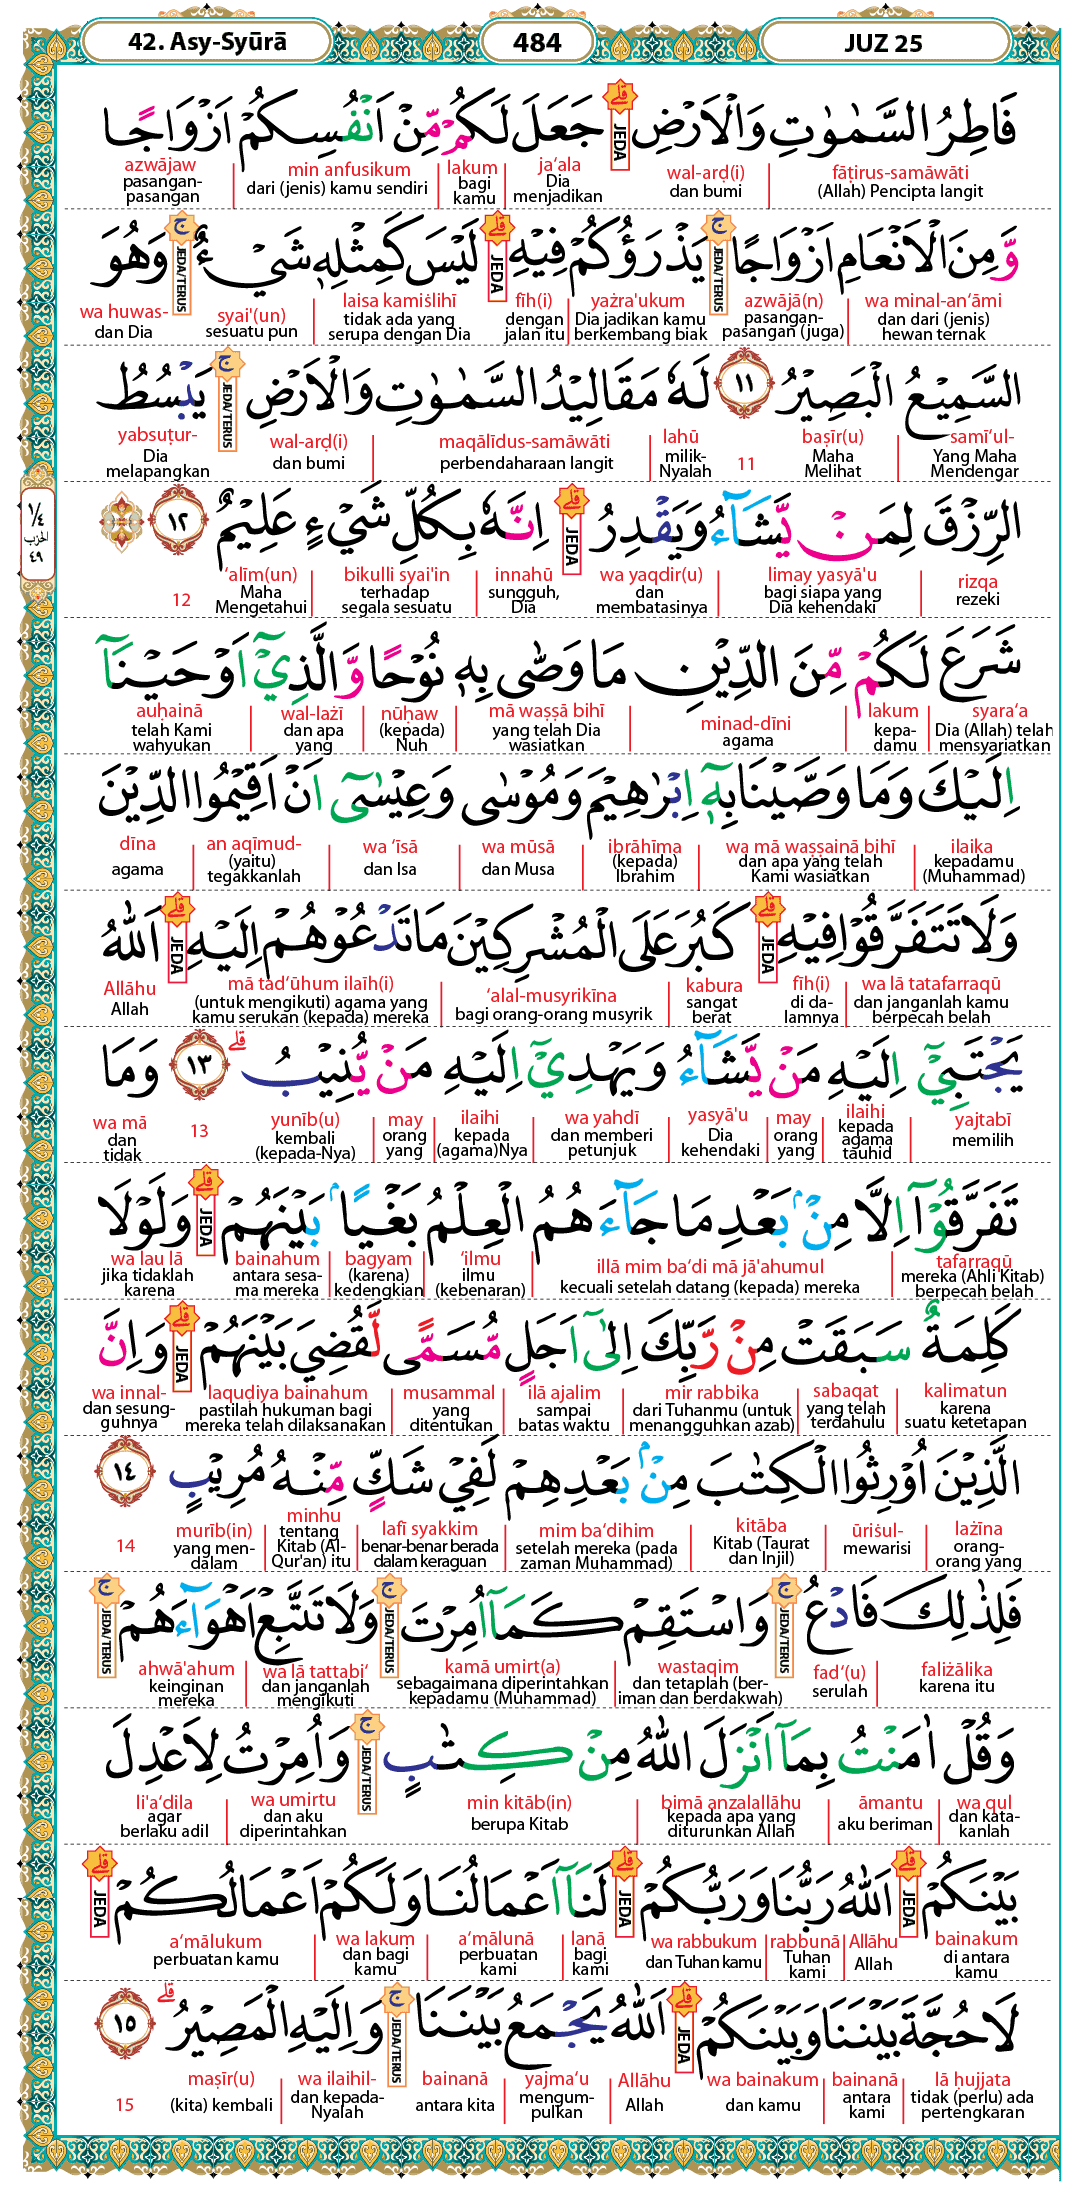 42. Asy-Syūrā 484 JUZ 25
فَاطِرُ السَّمٰوٰتِ وَالْاَرْضِۗ جَعَلَ لَكُمْ مِّنْ اَنْفُسِكُمْ اَزْوَاجًا
fāṭirus-samāwāti wal-arḍ(i) ja‘ala lakum min anfusikum azwājaw
(Allah) Pencipta langit dan bumi JEDA Dia menjadikan bagi kamu dari (jenis) kamu sendiri pasangan-pasangan
وَّمِنَ الْاَنْعَامِ اَزْوَاجًاۚ يَذْرَؤُكُمْ فِيْهِۗ لَيْسَ كَمِثْلِهٖ شَيْءٌۚ وَهُوَ
wa minal-an‘āmi azwājā(n) yażra'ukum fīh(i) laisa kamiṡlihī syai'(un) wa huwas-
dan dari (jenis) hewan ternak pasangan-pasangan (juga) JEDA/TERUS Dia jadikan kamu berkembang biak dengan jalan itu JEDA tidak ada yang serupa dengan Dia sesuatu pun JEDA/TERUS dan Dia
السَّمِيْعُ الْبَصِيْرُ ١١ لَهٗ مَقَالِيْدُ السَّمٰوٰتِ وَالْاَرْضِۚ يَبْسُطُ
samī‘ul- baṣīr(u) 11 lahū maqālīdus-samāwāti wal-arḍ(i) yabsuṭur-
Yang Maha Mendengar Maha Melihat milik-Nyalah perbendaharaan langit dan bumi JEDA/TERUS Dia melapangkan
الرِّزْقَ لِمَنْ يَّشَاۤءُ وَيَقْدِرُۗ اِنَّهٗ بِكُلِّ شَيْءٍ عَلِيْمٌ ١٢
١/٤ الحزب ٤٩
rizqa limay yasyā'u wa yaqdir(u) innahū bikulli syai'in ‘alīm(un) 12
rezeki bagi siapa yang Dia kehendaki dan membatasinya JEDA sungguh, Dia terhadap segala sesuatu Maha Mengetahui
شَرَعَ لَكُمْ مِّنَ الدِّيْنِ مَا وَصّٰى بِهٖ نُوْحًا وَّالَّذِيْٓ اَوْحَيْنَآ
syara‘a lakum minad-dīni mā waṣṣā bihī nūḥaw wal-lażī auḥainā
Dia (Allah) telah mensyariatkan kepadamu agama yang telah Dia wasiatkan (kepada) Nuh dan apa yang telah Kami wahyukan
اِلَيْكَ وَمَا وَصَّيْنَا بِهٖٓ اِبْرٰهِيْمَ وَمُوْسٰى وَعِيْسٰٓى اَنْ اَقِيْمُوا الدِّيْنَ
ilaika wa mā waṣṣainā bihī ibrāhīma wa mūsā wa ‘īsā an aqīmud- dīna
kepadamu (Muhammad) dan apa yang telah Kami wasiatkan (kepada) Ibrahim dan Musa dan Isa (yaitu) tegakkanlah agama
وَلَا تَتَفَرَّقُوْا فِيْهِۗ كَبُرَ عَلَى الْمُشْرِكِيْنَ مَا تَدْعُوْهُمْ اِلَيْهِۗ اَللّٰهُ
wa lā tatafarraqū fīh(i) kabura ‘alal-musyrikīna mā tad‘ūhum ilaīh(i) Allāhu
dan janganlah kamu berpecah belah di dalamnya JEDA sangat berat bagi orang-orang musyrik (untuk mengikuti) agama yang kamu serukan (kepada) mereka JEDA Allah
يَجْتَبِيْٓ اِلَيْهِ مَنْ يَّشَاۤءُ وَيَهْدِيْٓ اِلَيْهِ مَنْ يُّنِيْبُۗ ١٣ وَمَا
yajtabī ilaihi may yasyā'u wa yahdī ilaihi may yunīb(u) 13 wa mā
memilih kepada agama tauhid orang yang Dia kehendaki dan memberi petunjuk kepada (agama)Nya orang yang kembali (kepada-Nya) dan tidak
تَفَرَّقُوْٓا اِلَّا مِنْۢ بَعْدِ مَا جَاۤءَهُمُ الْعِلْمُ بَغْيًاۢ بَيْنَهُمْۗ وَلَوْلَا
tafarraqū illā mim ba‘di mā jā'ahumul ‘ilmu bagyam bainahum wa lau lā
mereka (Ahli Kitab) berpecah belah kecuali setelah datang (kepada) mereka ilmu (kebenaran) (karena) kedengkian antara sesama mereka JEDA jika tidaklah karena
كَلِمَةٌ سَبَقَتْ مِنْ رَّبِّكَ اِلٰٓى اَجَلٍ مُّسَمًّى لَّقُضِيَ بَيْنَهُمْۗ وَاِنَّ
kalimatun sabaqat mir rabbika ilā ajalim musammal laqudiya bainahum wa innal-
karena suatu ketetapan yang telah terdahulu dari Tuhanmu (untuk menangguhkan azab) sampai batas waktu yang ditentukan pastilah hukuman bagi mereka telah dilaksanakan JEDA dan sesungguhnya
الَّذِيْنَ اُوْرِثُوا الْكِتٰبَ مِنْۢ بَعْدِهِمْ لَفِيْ شَكٍّ مِّنْهُ مُرِيْبٍ ١٤
lażīna ūriṡul- kitāba mim ba‘dihim lafī syakkim minhu murīb(in) 14
orang-orang yang mewarisi Kitab (Taurat dan Injil) setelah mereka (pada zaman Muhammad) benar-benar berada dalam keraguan tentang Kitab (Al-Qur'an) itu yang mendalam
فَلِذٰلِكَ فَادْعُۚ وَاسْتَقِمْ كَمَآ اُمِرْتَۚ وَلَا تَتَّبِعْ اَهْوَاۤءَهُمْۚ
faliżālika fad‘(u) wastaqim kamā umirt(a) wa lā tattabi‘ ahwā'ahum
karena itu serulah JEDA/TERUS dan tetaplah (beriman dan berdakwah) sebagaimana diperintahkan kepadamu (Muhammad) JEDA/TERUS dan janganlah mengikuti keinginan mereka JEDA/TERUS
وَقُلْ اٰمَنْتُ بِمَآ اَنْزَلَ اللّٰهُ مِنْ كِتٰبٍۚ وَاُمِرْتُ لِاَعْدِلَ
wa qul āmantu bimā anzalallāhu min kitāb(in) wa umirtu li'a‘dila
dan katakanlah aku beriman kepada apa yang diturunkan Allah berupa Kitab JEDA/TERUS dan aku diperintahkan agar berlaku adil
بَيْنَكُمْۗ اَللّٰهُ رَبُّنَا وَرَبُّكُمْۗ لَنَآ اَعْمَالُنَا وَلَكُمْ اَعْمَالُكُمْۗ
bainakum Allāhu rabbunā wa rabbukum lanā a‘mālunā wa lakum a‘mālukum
di antara kamu JEDA Allah Tuhan kami dan Tuhan kamu JEDA bagi kami perbuatan kami dan bagi kamu perbuatan kamu JEDA
لَا حُجَّةَ بَيْنَنَا وَبَيْنَكُمْۗ اَللّٰهُ يَجْمَعُ بَيْنَنَاۚ وَاِلَيْهِ الْمَصِيْرُۗ ١٥
lā ḥujjata bainanā wa bainakum Allāhu yajma‘u bainanā wa ilaihil- maṣīr(u) 15
tidak (perlu) ada pertengkaran antara kami dan kamu JEDA Allah mengumpulkan antara kita JEDA/TERUS dan kepada-Nyalah (kita) kembali